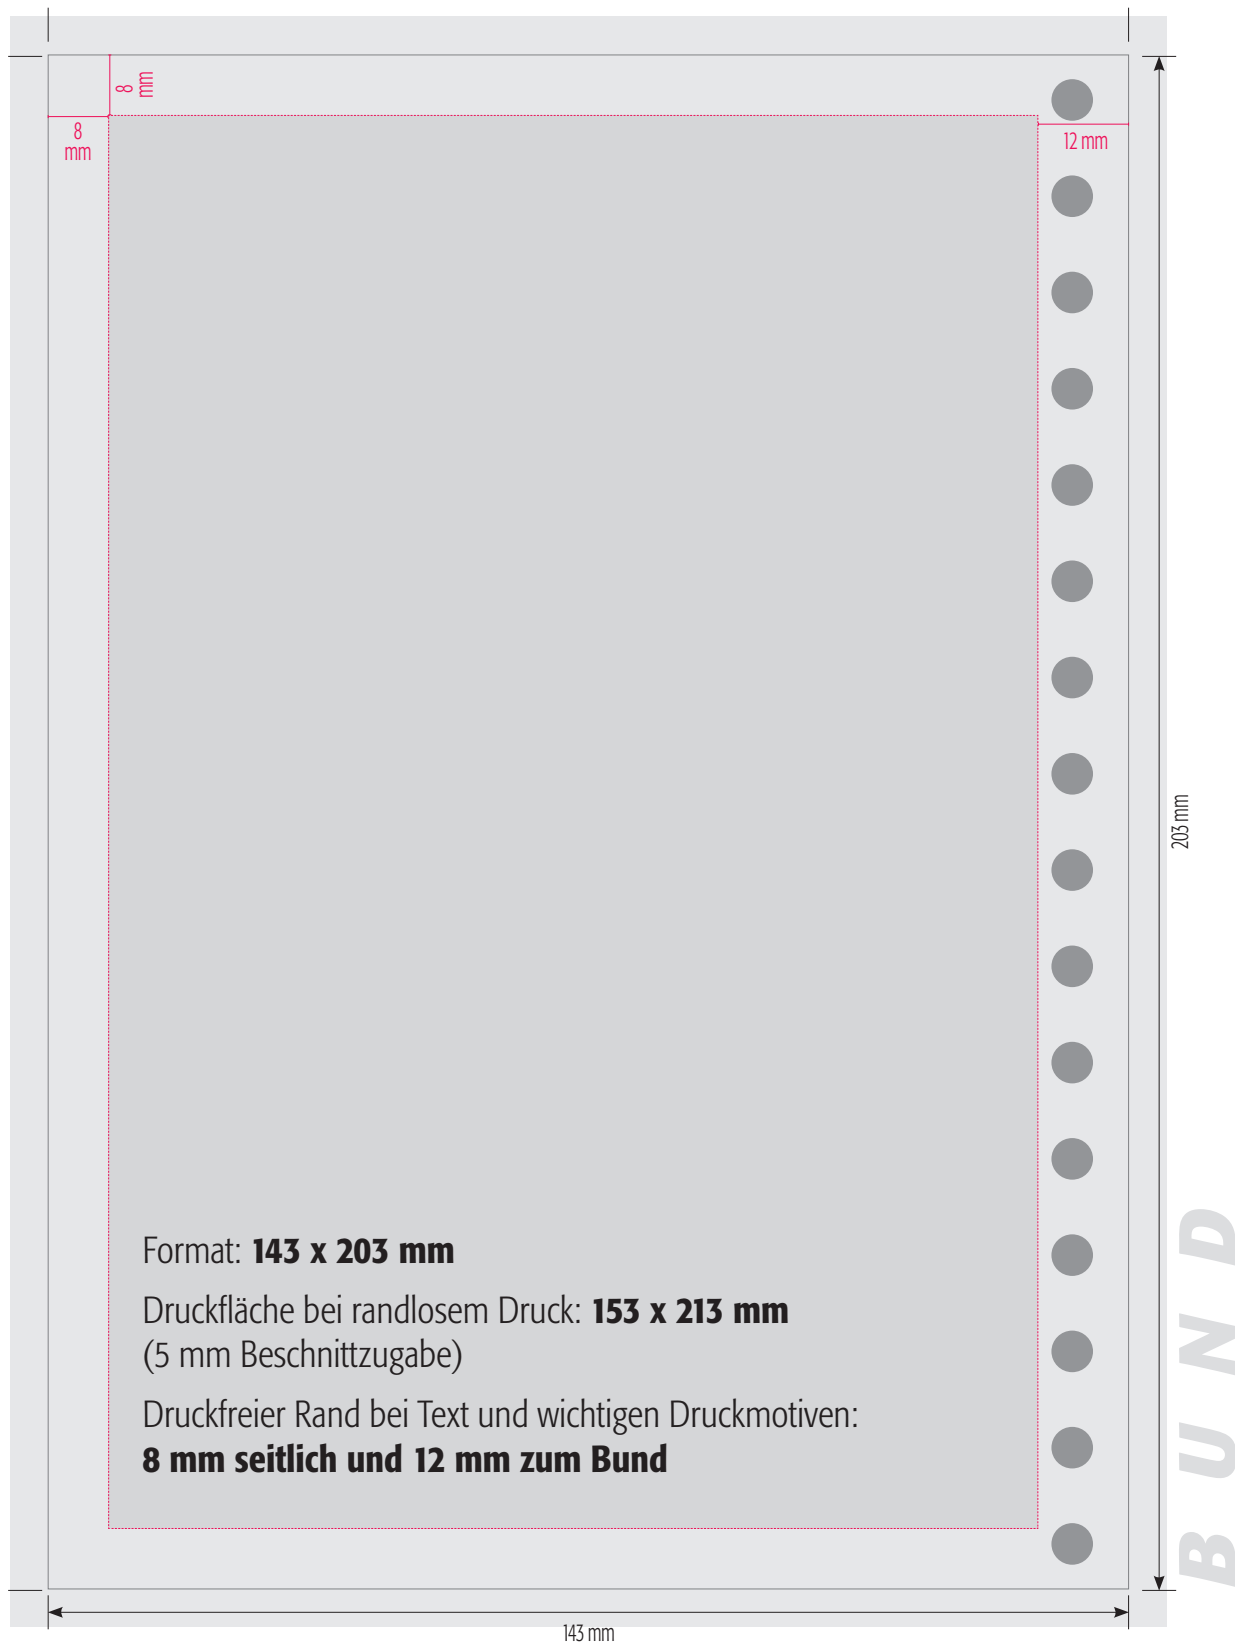 8
mm
8
mm
12 mm
203 mm
Format: 143 x 203 mm
Druckfläche bei randlosem Druck: 153 x 213 mm
(5 mm Beschnittzugabe)
Druckfreier Rand bei Text und wichtigen Druckmotiven:
8 mm seitlich und 12 mm zum Bund
BUND
143 mm